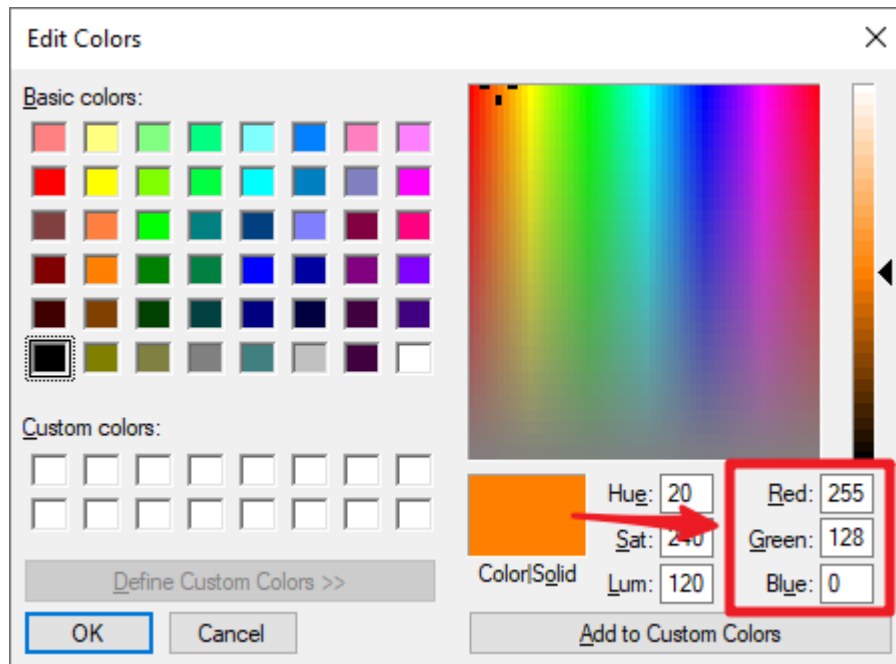 Edit Colors
Basic colors:
Custom colors:
Define Custom Colors >>
OK
Cancel
Color|Solid
Hue: 20
Sat: 240
Lum: 120
Red: 255
Green: 128
Blue: 0
Add to Custom Colors